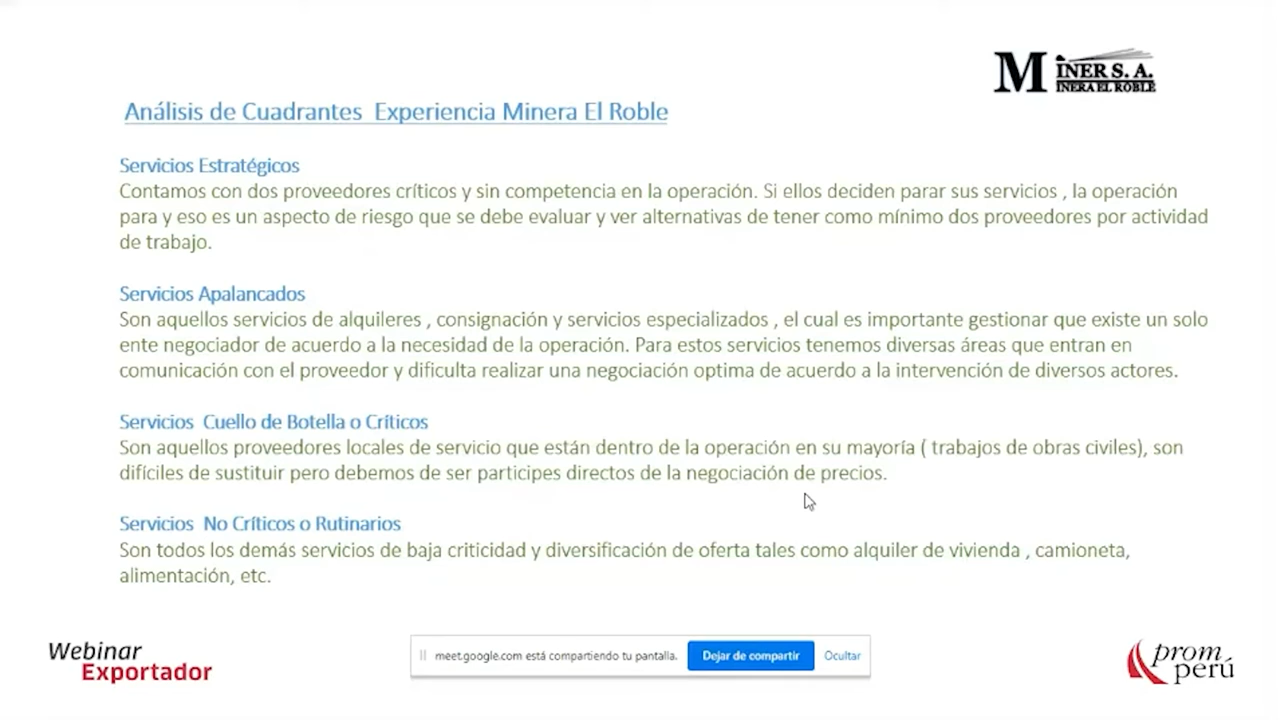 MINER S. A.
MINERA EL ROBLE
Análisis de Cuadrantes Experiencia Minera El Roble
Servicios Estratégicos
Contamos con dos proveedores críticos y sin competencia en la operación. Si ellos deciden parar sus servicios , la operación
para y eso es un aspecto de riesgo que se debe evaluar y ver alternativas de tener como mínimo dos proveedores por actividad
de trabajo.
Servicios Apalancados
Son aquellos servicios de alquileres , consignación y servicios especializados , el cual es importante gestionar que existe un solo
ente negociador de acuerdo a la necesidad de la operación. Para estos servicios tenemos diversas áreas que entran en
comunicación con el proveedor y dificulta realizar una negociación optima de acuerdo a la intervención de diversos actores.
Servicios Cuello de Botella o Críticos
Son aquellos proveedores locales de servicio que están dentro de la operación en su mayoría ( trabajos de obras civiles), son
difíciles de sustituir pero debemos de ser participes directos de la negociación de precios.
Servicios No Críticos o Rutinarios
Son todos los demás servicios de baja criticidad y diversificación de oferta tales como alquiler de vivienda , camioneta,
alimentación, etc.
Webinar
Exportador
meet.google.com está compartiendo tu pantalla. Dejar de compartir Ocultar
prom
perú